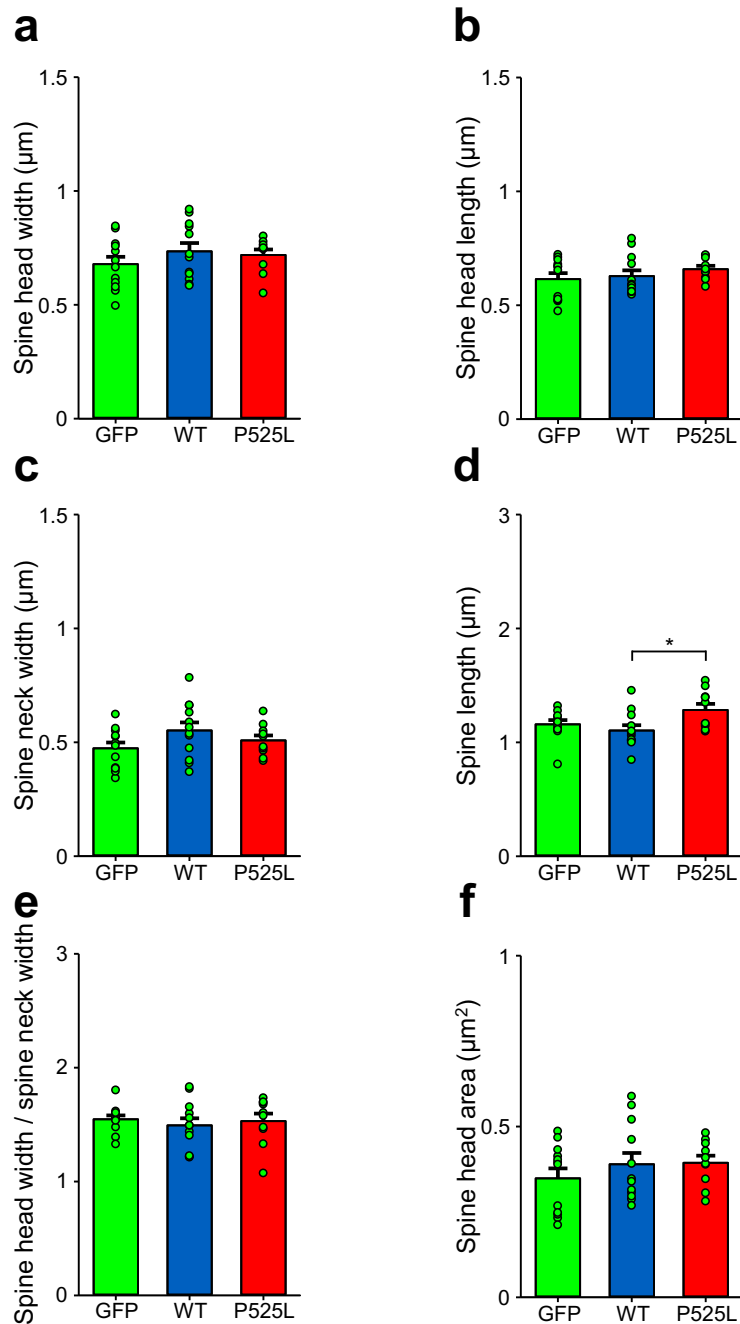 a
Spine head width (µm)
1.5
1
0.5
0
GFP WT P525L
b
Spine head length (µm)
1.5
1
0.5
0
GFP WT P525L
c
Spine neck width (µm)
1.5
1
0.5
0
GFP WT P525L
d
Spine length (µm)
3
2
1
0
*
GFP WT P525L
e
Spine head width / spine neck width
3
2
1
0
GFP WT P525L
f
Spine head area (µm²)
1
0.5
0
GFP WT P525L